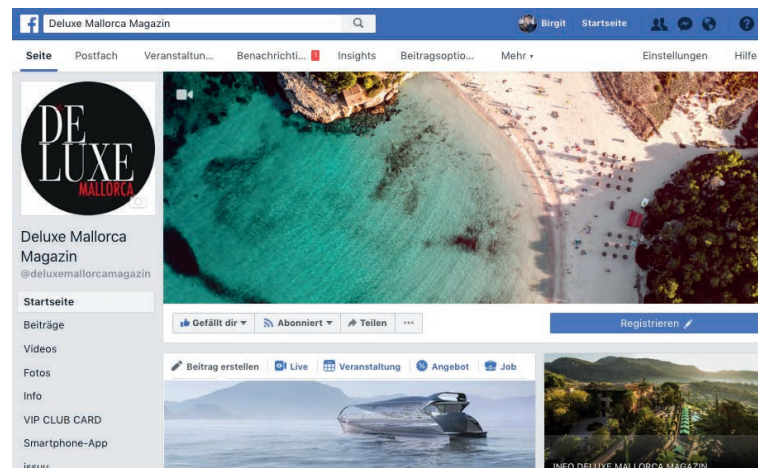 Deluxe Mallorca Magazin
Birgit Startseite
Seite Postfach Veranstaltun... Benachrichti... 1 Insights Beitragsoptio... Mehr Einstellungen Hilfe
DE
LUXE
MALLORCA
Deluxe Mallorca
Magazin
@deluxemallorcamagazin
Startseite
Beiträge
Videos
Fotos
Info
VIP CLUB CARD
Smartphone-App
issuu
Gefällt dir Abonniert Teilen ... Registrieren
Beitrag erstellen Live Veranstaltung Angebot Job
INFO DELUXE MALLORCA MAGAZIN